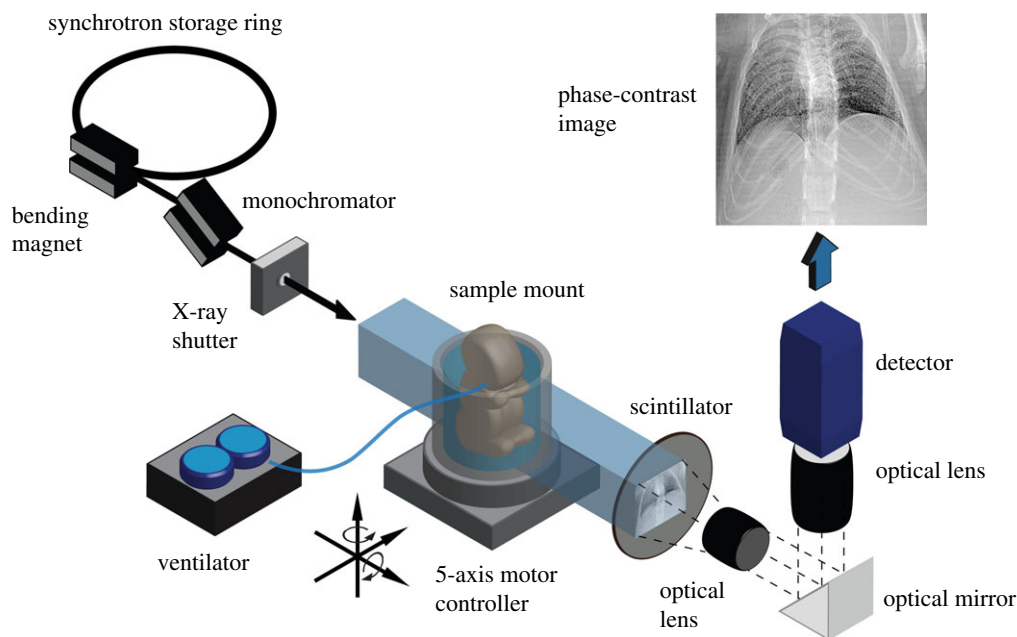 synchrotron storage ring
phase-contrast
image
bending
magnet
monochromator
X-ray
shutter
sample mount
detector
scintillator
optical lens
ventilator
5-axis motor
controller
optical
lens
optical mirror